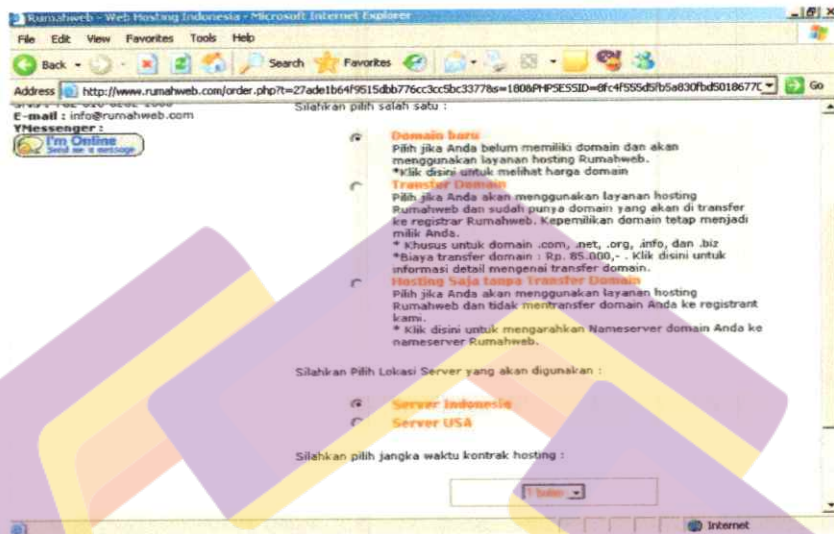 Rumahweb - Web Hosting Indonesia - Microsoft Internet Explorer
File Edit View Favorites Tools Help
Back Search Favorites
Address http://www.rumahweb.com/order.php?t= Go
E-mail : info@rumahweb.com
YMessenger :
I'm Online
Send me a message
Silahkan pilih salah satu :
Domain baru
Pilih jika Anda belum memiliki domain dan akan
menggunakan layanan hosting Rumahweb.
*Klik disini untuk melihat harga domain
Transfer Domain
Pilih jika Anda akan menggunakan layanan hosting
Rumahweb dan sudah punya domain yang akan di transfer
ke registrar Rumahweb. Kepemilikan domain tetap menjadi
milik Anda.
* Khusus untuk domain .com, .net, .org, .info, dan .biz
*Biaya transfer domain : Rp. 85.000,- . Klik disini untuk
informasi detail mengenai transfer domain.
Hosting Saja tanpa Transfer Domain
Pilih jika Anda akan menggunakan layanan hosting
Rumahweb dan tidak mentransfer domain Anda ke registrant
kami.
* Klik disini untuk mengarahkan Nameserver domain Anda ke
nameserver Rumahweb.
Silahkan Pilih Lokasi Server yang akan digunakan :
Server Indonesia
Server USA
Silahkan pilih jangka waktu kontrak hosting :
1 bulan
Internet